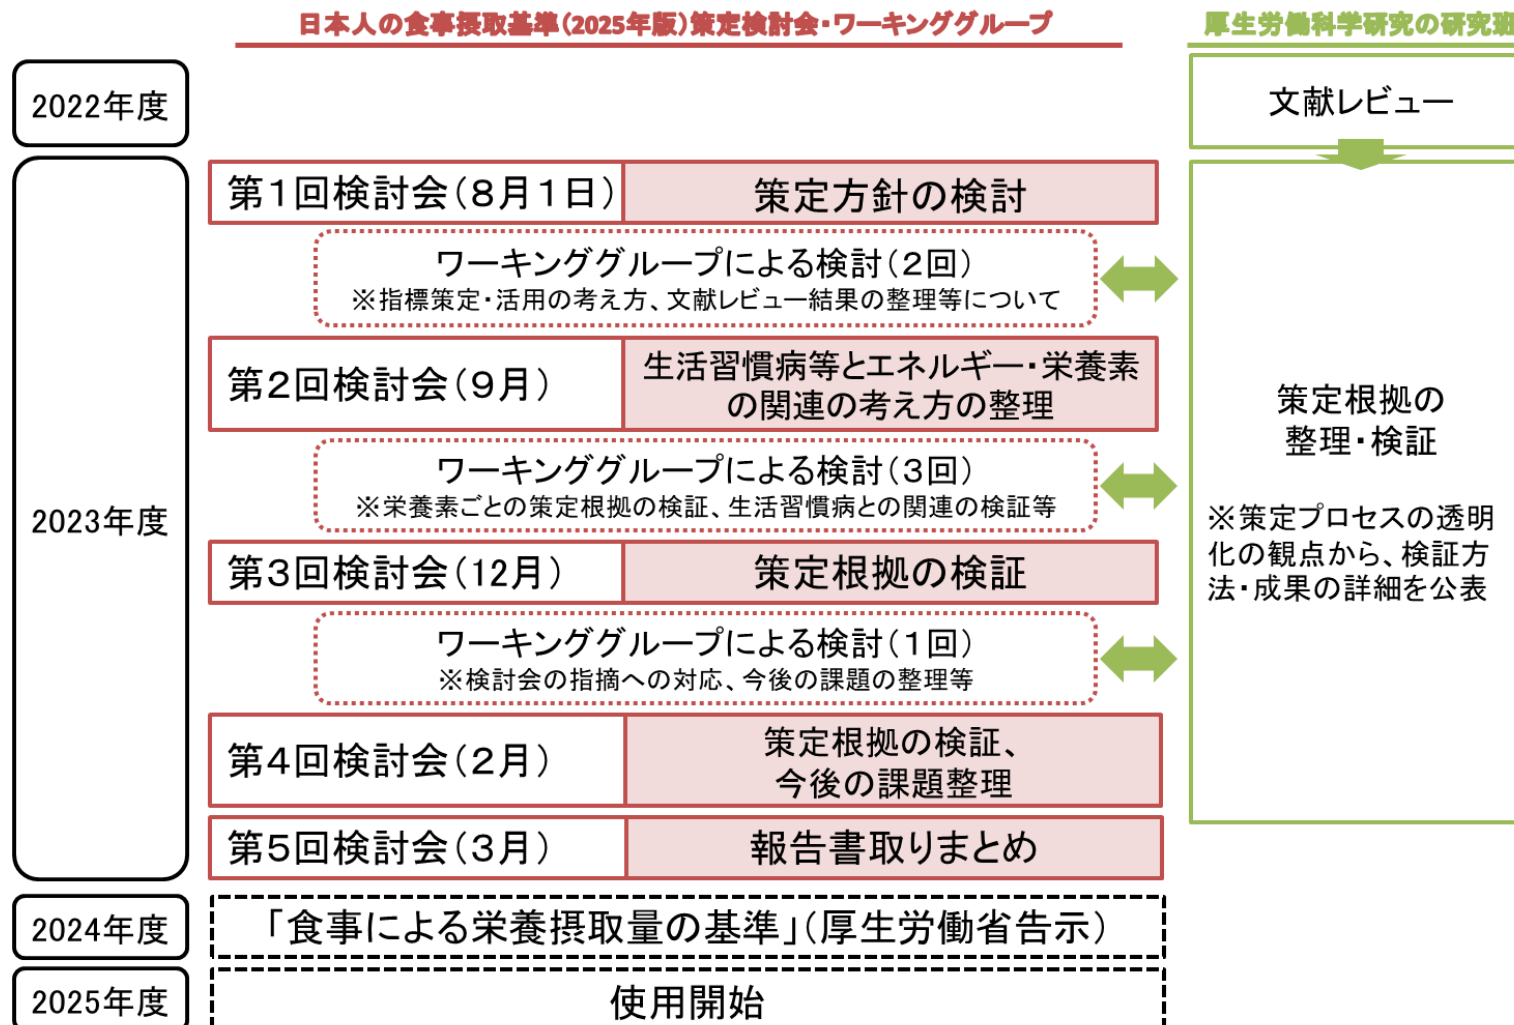 日本人の食事摂取基準(2025年版)策定検討会・ワーキンググループ
厚生労働科学研究の研究班
2022年度
文献レビュー
2023年度
第1回検討会(8月1日)
策定方針の検討
ワーキンググループによる検討(2回)
※指標策定・活用の考え方、文献レビュー結果の整理等について
第2回検討会(9月)
生活習慣病等とエネルギー・栄養素
の関連の考え方の整理
ワーキンググループによる検討(3回)
※栄養素ごとの策定根拠の検証、生活習慣病との関連の検証等
第3回検討会(12月)
策定根拠の検証
ワーキンググループによる検討(1回)
※検討会の指摘への対応、今後の課題の整理等
第4回検討会(2月)
策定根拠の検証、
今後の課題整理
第5回検討会(3月)
報告書取りまとめ
策定根拠の
整理・検証
※策定プロセスの透明
化の観点から、検証方
法・成果の詳細を公表
2024年度
「食事による栄養摂取量の基準」(厚生労働省告示)
2025年度
使用開始